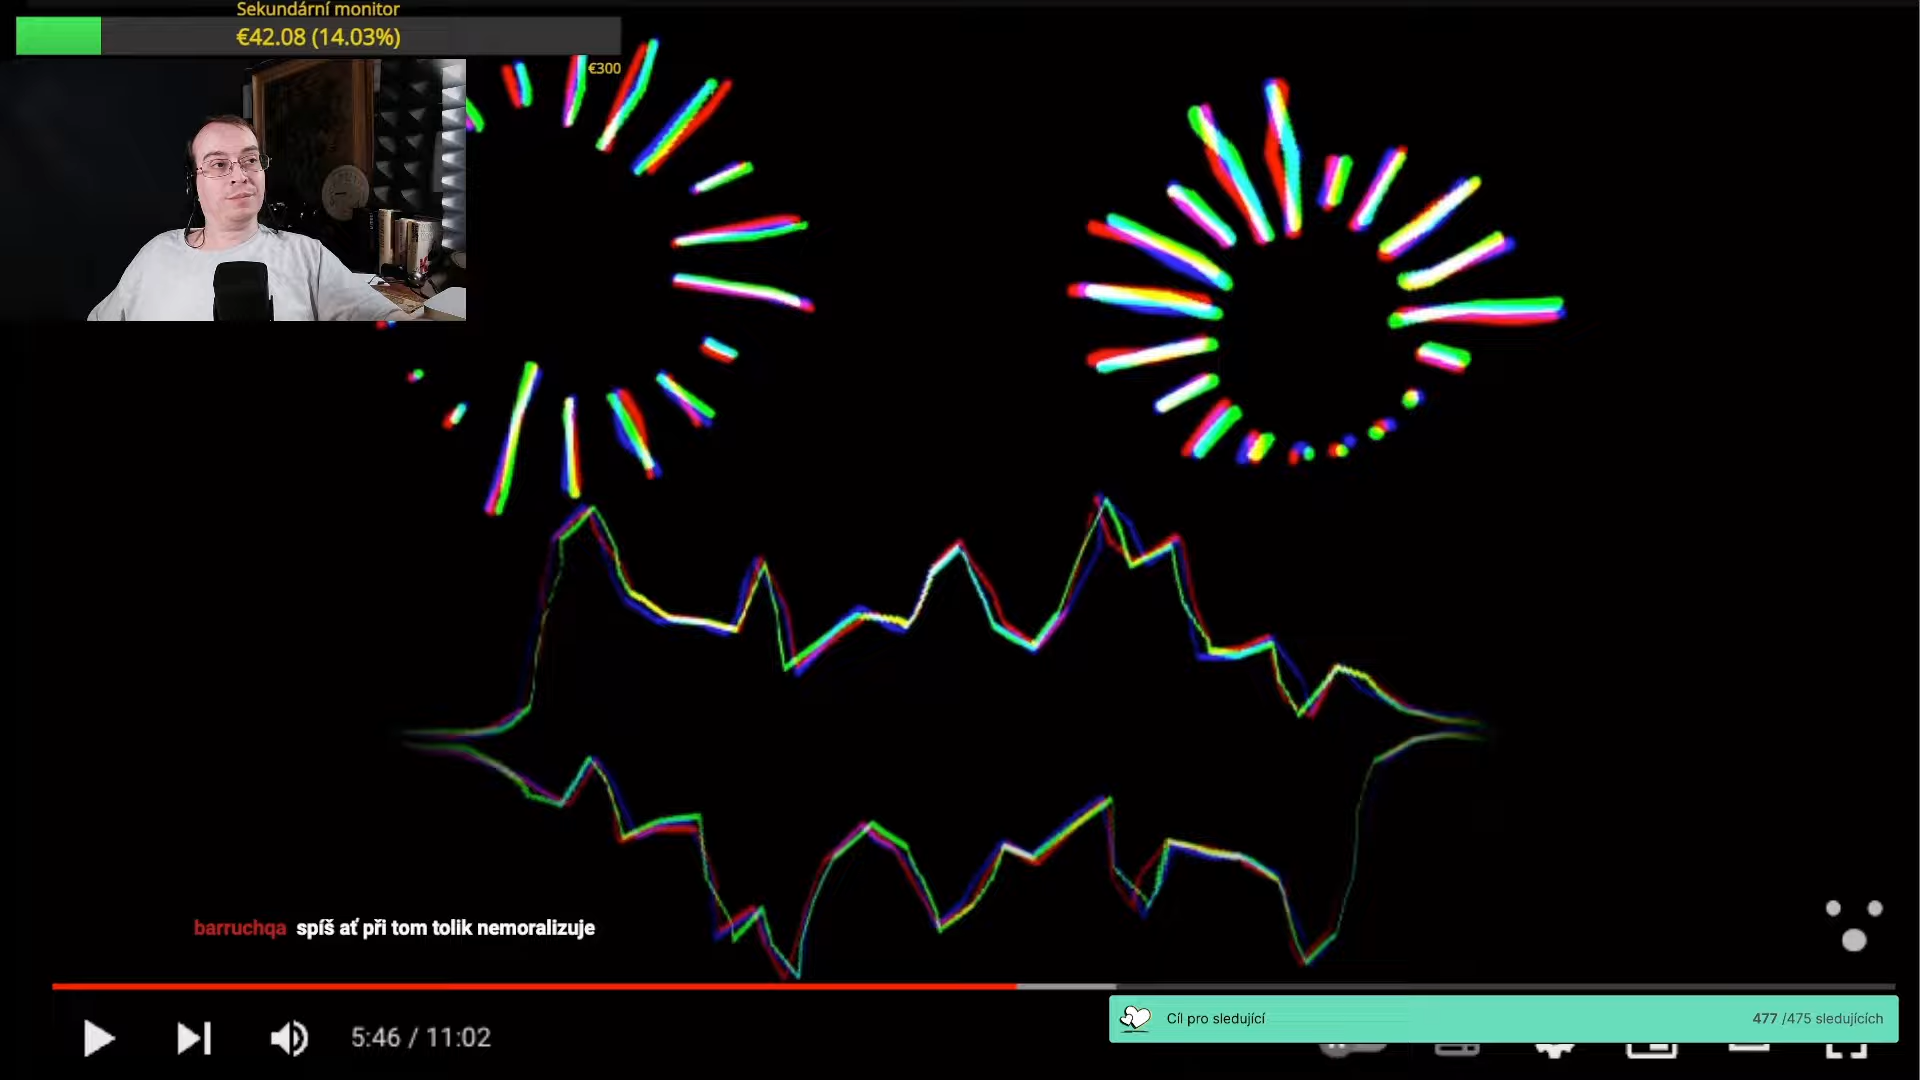 Sekundární monitor
€42.08 (14.03%)
€300
barruchqa spíš ať při tom tolik nemoralizuje
5:46 / 11:02
Cíl pro sledující
477 /475 sledujících